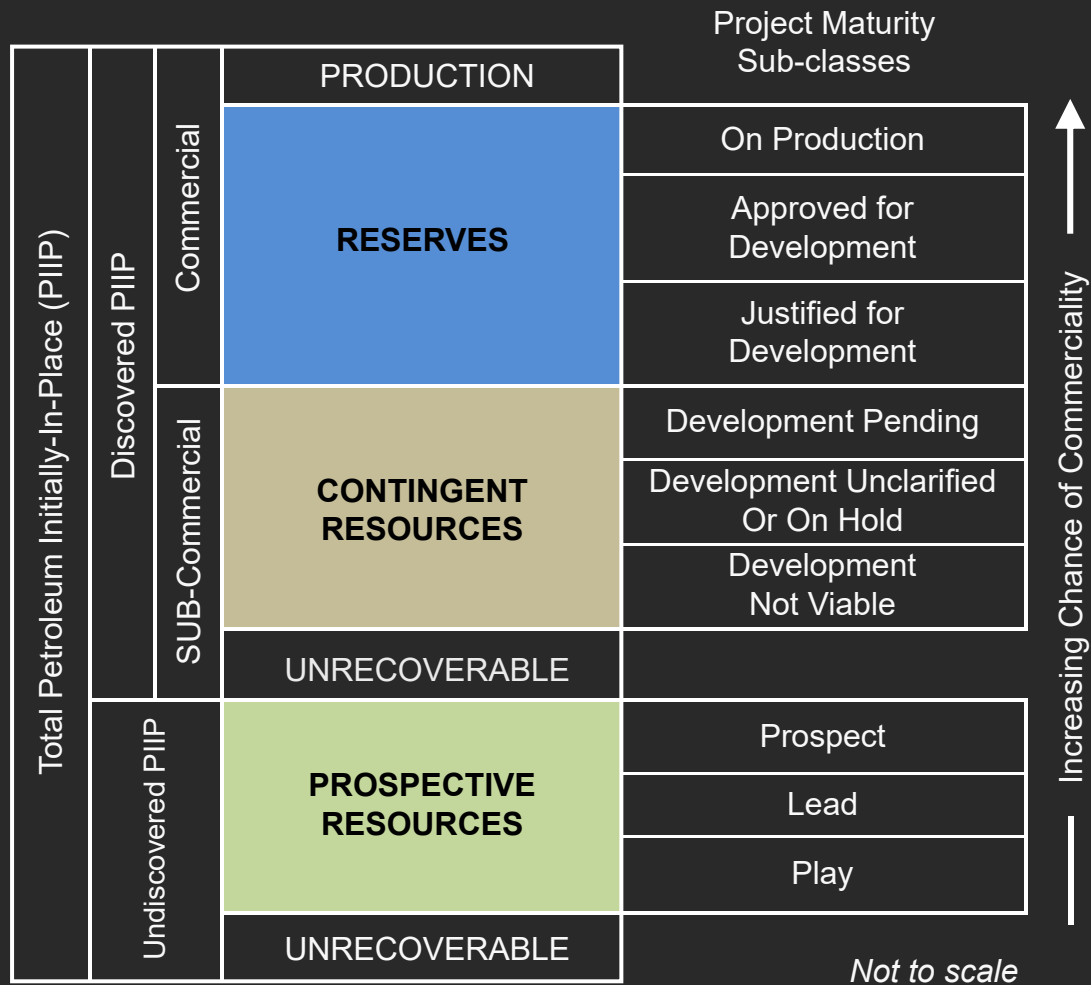 Project Maturity
Sub-classes
Total Petroleum Initially-In-Place (PIIP)
Discovered PIIP
Commercial
PRODUCTION
RESERVES
On Production
Approved for
Development
Justified for
Development
SUB-Commercial
CONTINGENT
RESOURCES
Development Pending
Development Unclarified
Or On Hold
Development
Not Viable
UNRECOVERABLE
Undiscovered PIIP
PROSPECTIVE
RESOURCES
Prospect
Lead
Play
UNRECOVERABLE
Increasing Chance of Commerciality
Not to scale